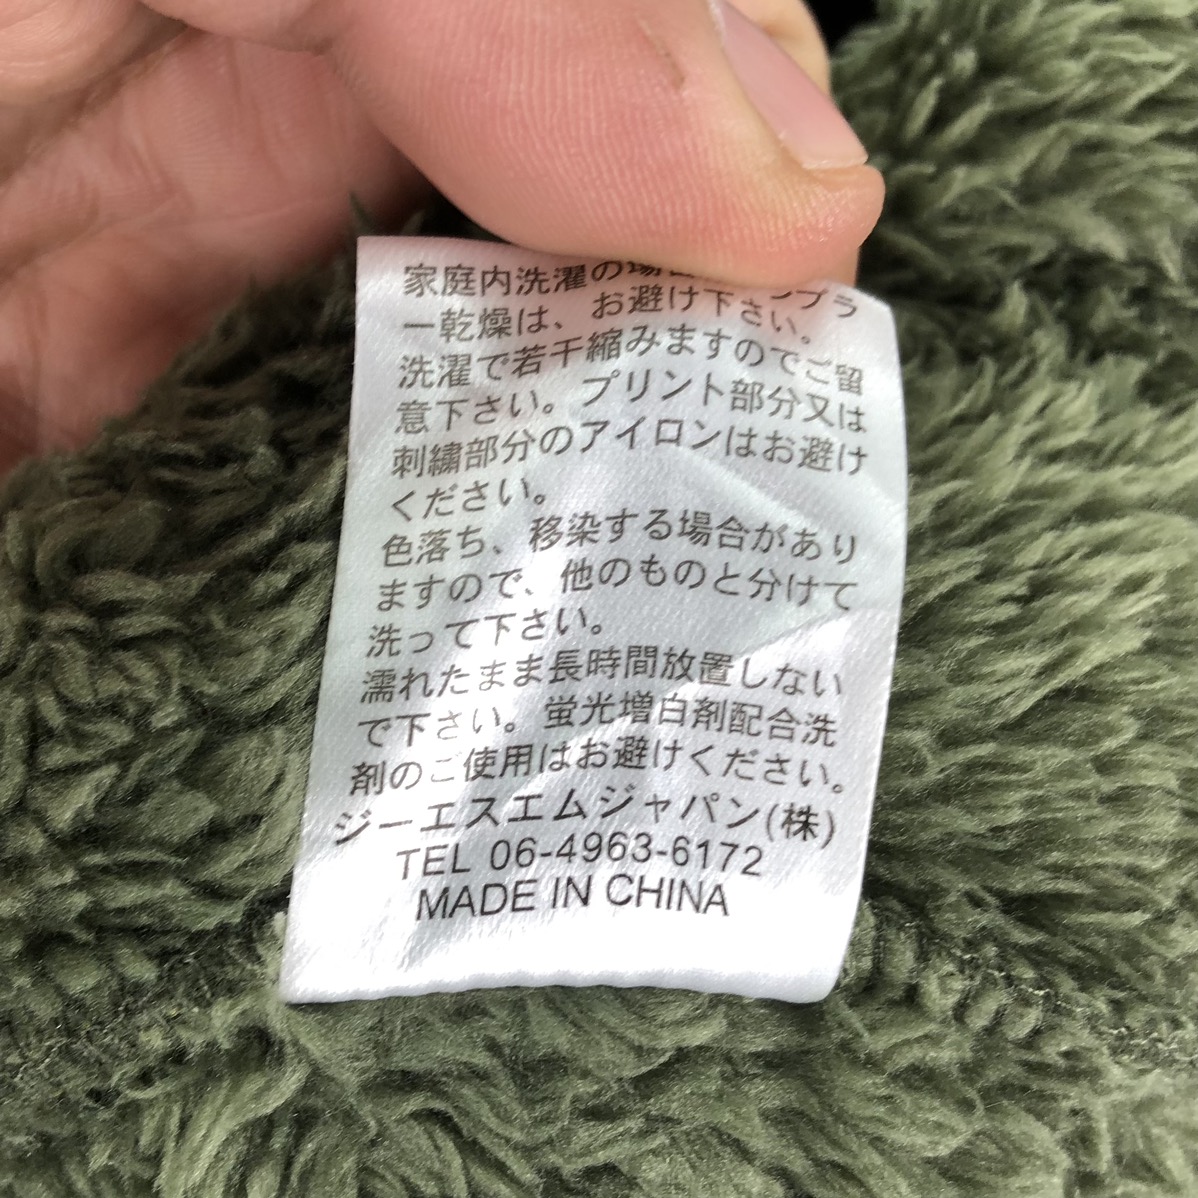 家庭内洗濯の場合 ンプラ
ー乾燥は、お避け下さい。
洗濯で若干縮みますのでご留
意下さい。プリント部分又は
刺繍部分のアイロンはお避け
ください。
色落ち、移染する場合があり
ますので、他のものと分けて
洗って下さい。
濡れたまま長時間放置しない
で下さい。蛍光増白剤配合洗
剤のご使用はお避けください。
ジーエスエムジャパン(株)
TEL 06-4963-6172
MADE IN CHINA